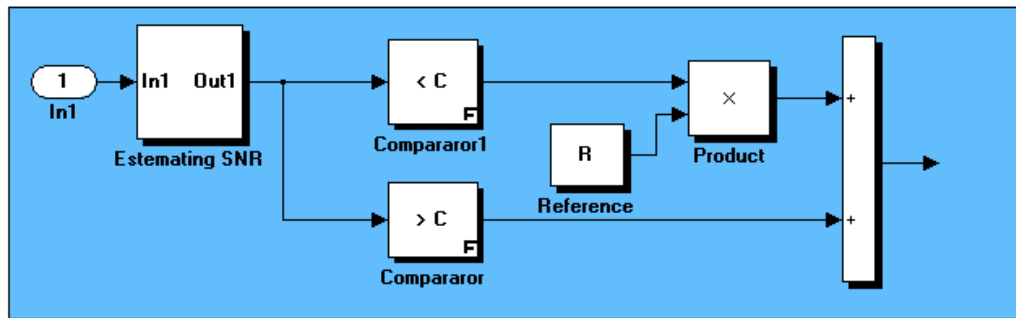 1
In1
In1 Out1
Estemating SNR
< C
F
Compararor1
R
Reference
×
Product
+
> C
F
Compararor
+